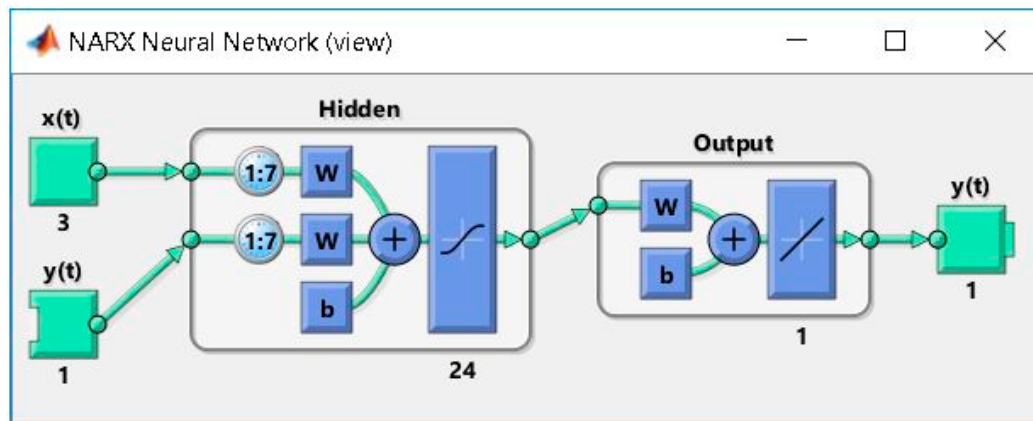 NARX Neural Network (view)
Hidden
x(t)
Output
1:7
W
W
y(t)
3
1:7
W
+
+
y(t)
b
b
1
1
1
24